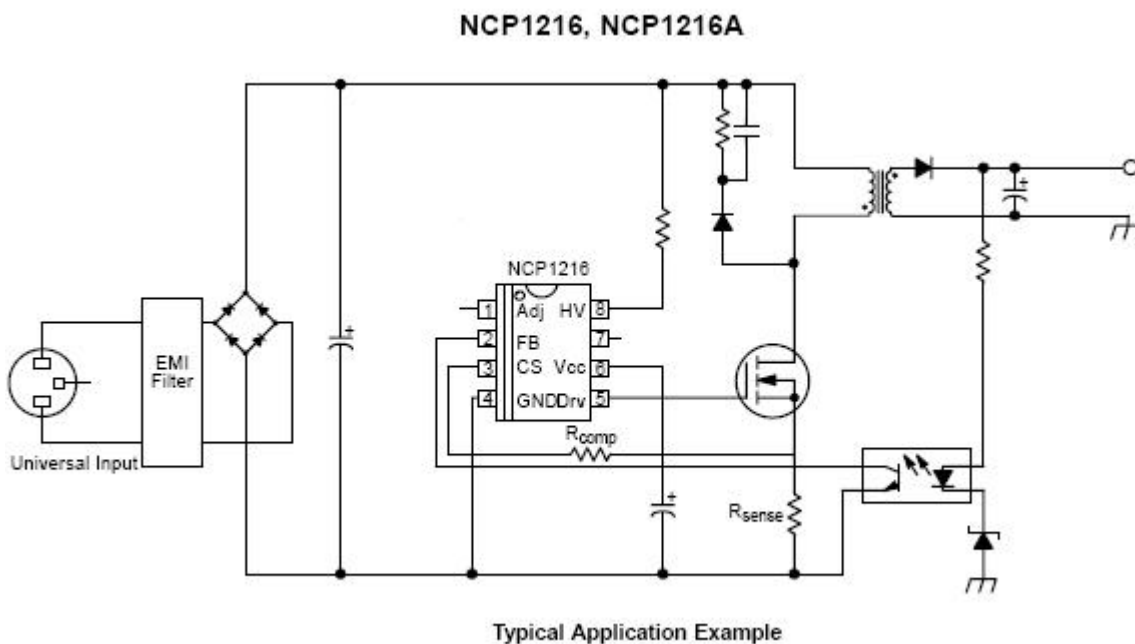 NCP1216, NCP1216A
NCP1216
1 Adj HV 8
2 FB 7
3 CS Vcc 6
4 GND Drv 5
EMI
Filter
Universal Input
Rcomp
Rsense
+
+
+
Typical Application Example